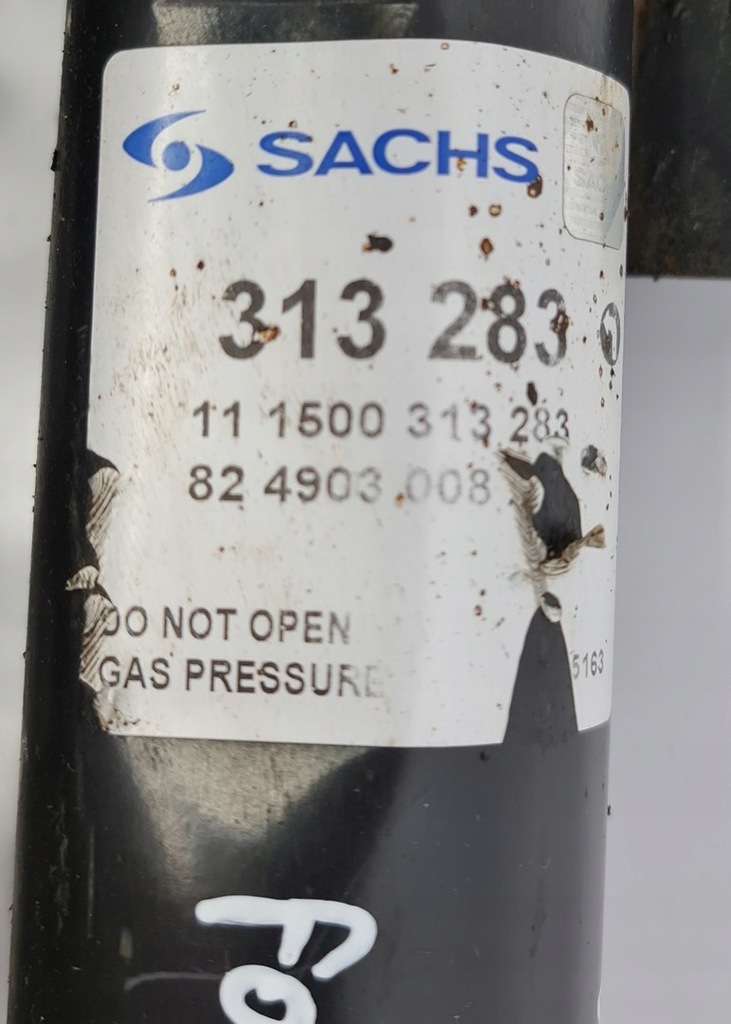 SACHS
313 283
11 1500 313 283
82 4903 008
DO NOT OPEN
GAS PRESSURE
5163